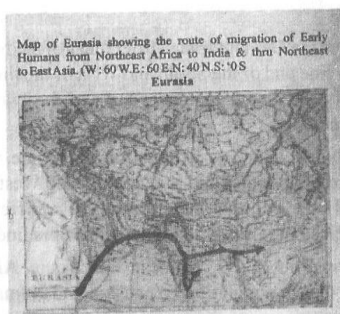 Map of Eurasia showing the route of migration of Early
Humans from Northeast Africa to India & thru Northeast
to East Asia. (W: 60 W.E: 60 E.N: 40 N.S: °0 S
Eurasia
EURASIA